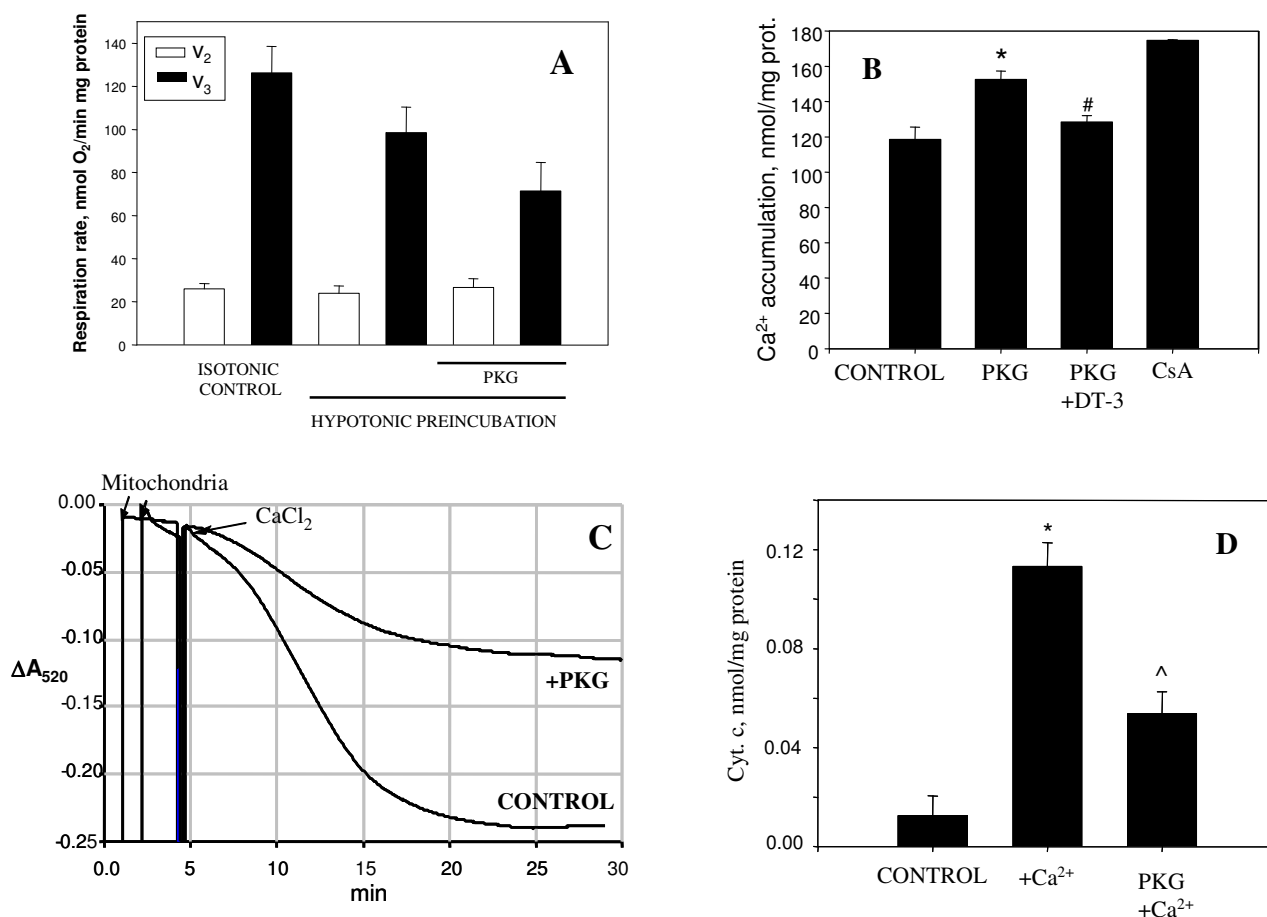 A
V2
V3
Respiration rate, nmol O2/min mg protein
140
120
100
80
60
40
20
0
ISOTONIC
CONTROL
PKG
HYPOTONIC PREINCUBATION
B
Ca2+ accumulation, nmol/mg prot.
180
160
140
120
100
80
60
40
20
0
*
#
CONTROL
PKG
PKG
+DT-3
CsA
C
Mitochondria
CaCl2
ΔA520
0.00
-0.05
-0.10
-0.15
-0.20
-0.25
+PKG
CONTROL
0.0 5 10 15 20 25 30
min
D
Cyt. c, nmol/mg protein
0.12
0.08
0.04
0.00
*
^
CONTROL
+Ca2+
PKG
+Ca2+